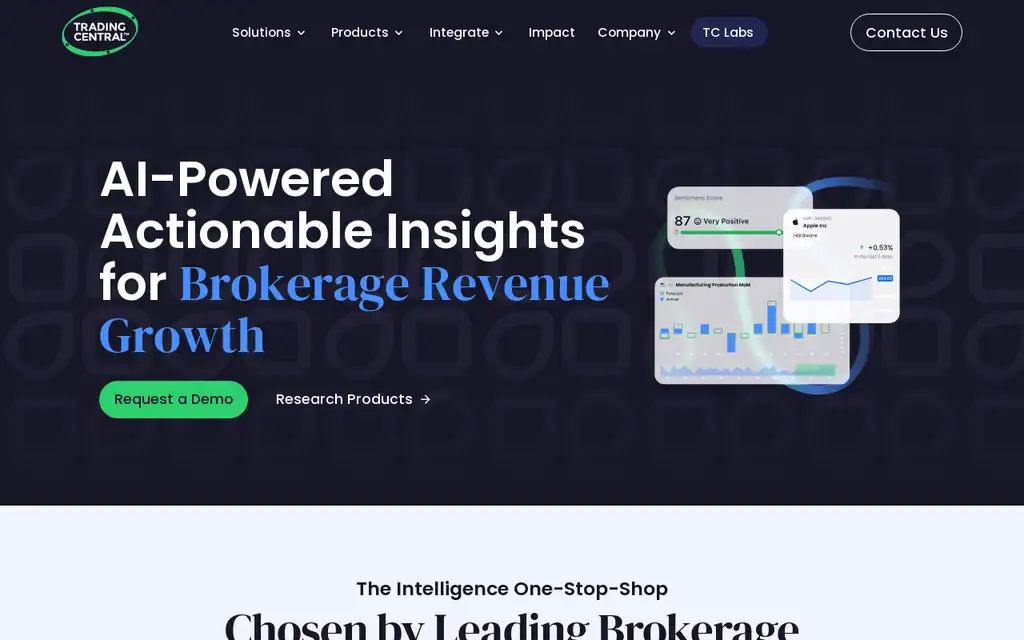 TRADING
CENTRAL™
Solutions
Products
Integrate
Impact
Company
TC Labs
Contact Us
AI-Powered
Actionable Insights
for Brokerage Revenue
Growth
Request a Demo
Research Products →
Sentiment Score
87 Very Positive
Apple Inc
Hardware
+0.53%
Manufacturing Production MoM
Forecast
Actual
The Intelligence One-Stop-Shop
Chosen by Leading Brokerage